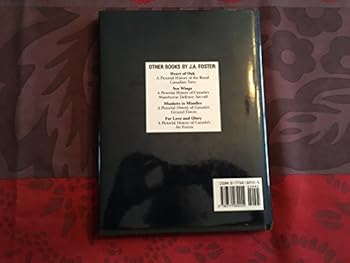 OTHER BOOKS BY J.A. FOSTER
Heart of Oak
A Pictorial History of the Royal
Canadian Navy
Sea Wings
A Pictorial History of Canada's
Waterborne Defence Aircraft
Muskets to Missiles
A Pictorial History of Canada's
Ground Forces
For Love and Glory
A Pictorial History of Canada's
Air Forces